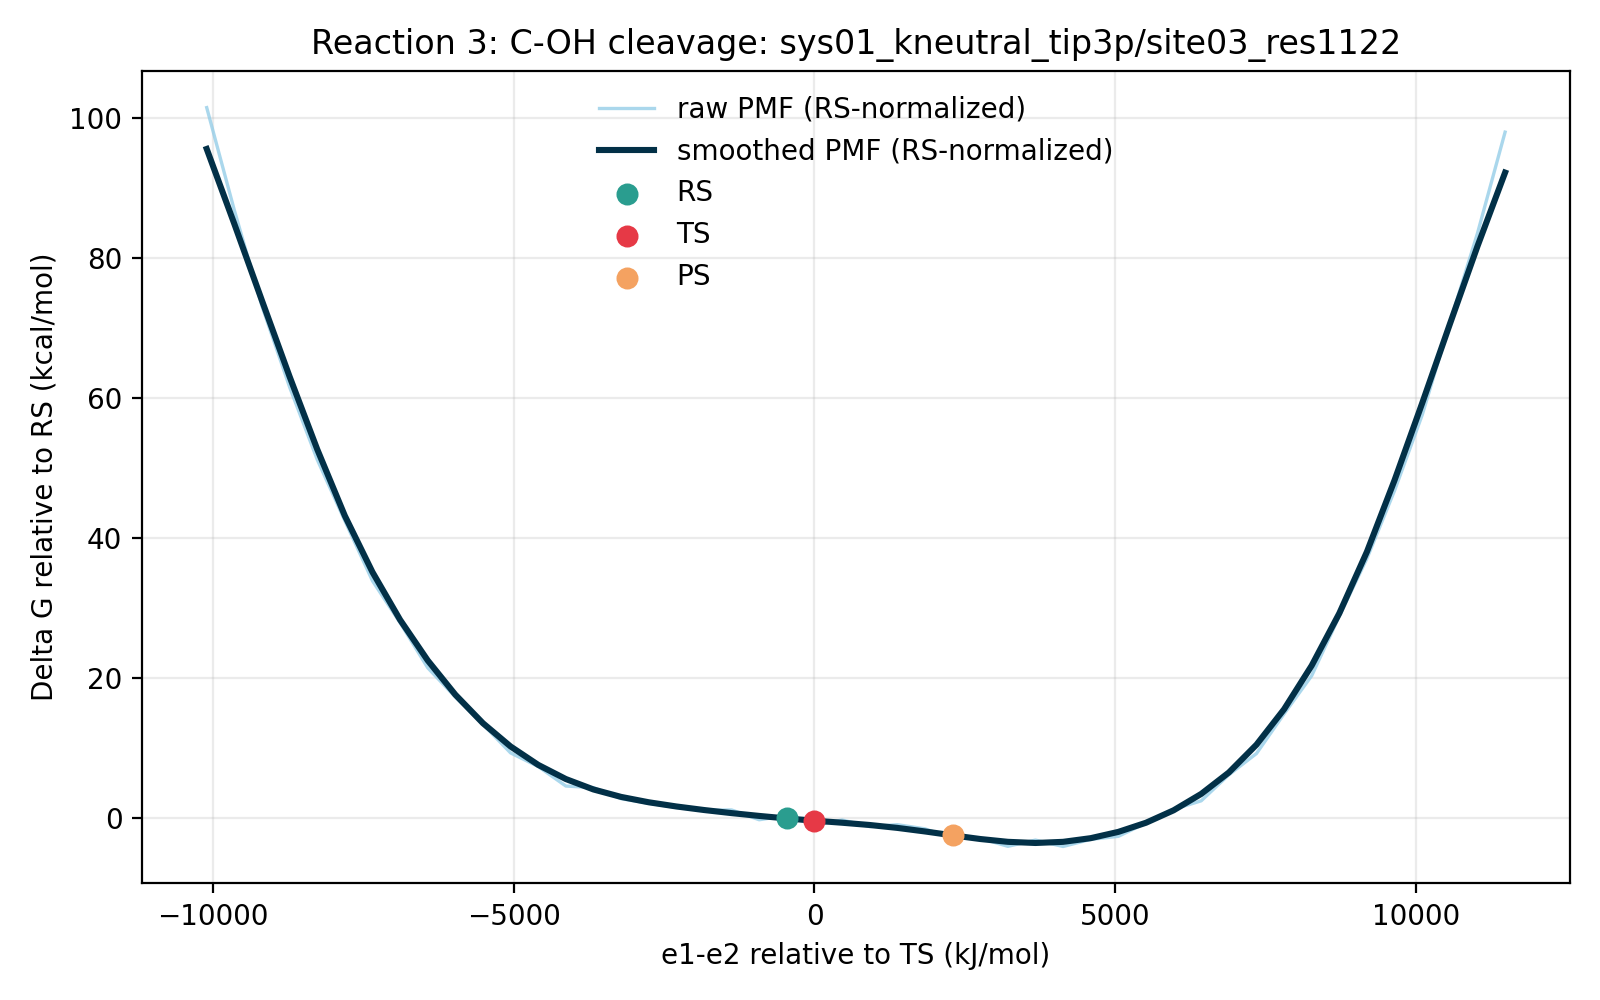 Reaction 3: C-OH cleavage: sys01_kneutral_tip3p/site03_res1122
raw PMF (RS-normalized)
smoothed PMF (RS-normalized)
RS
TS
PS
Delta G relative to RS (kcal/mol)
100
80
60
40
20
0
−10000
−5000
0
5000
10000
e1-e2 relative to TS (kJ/mol)